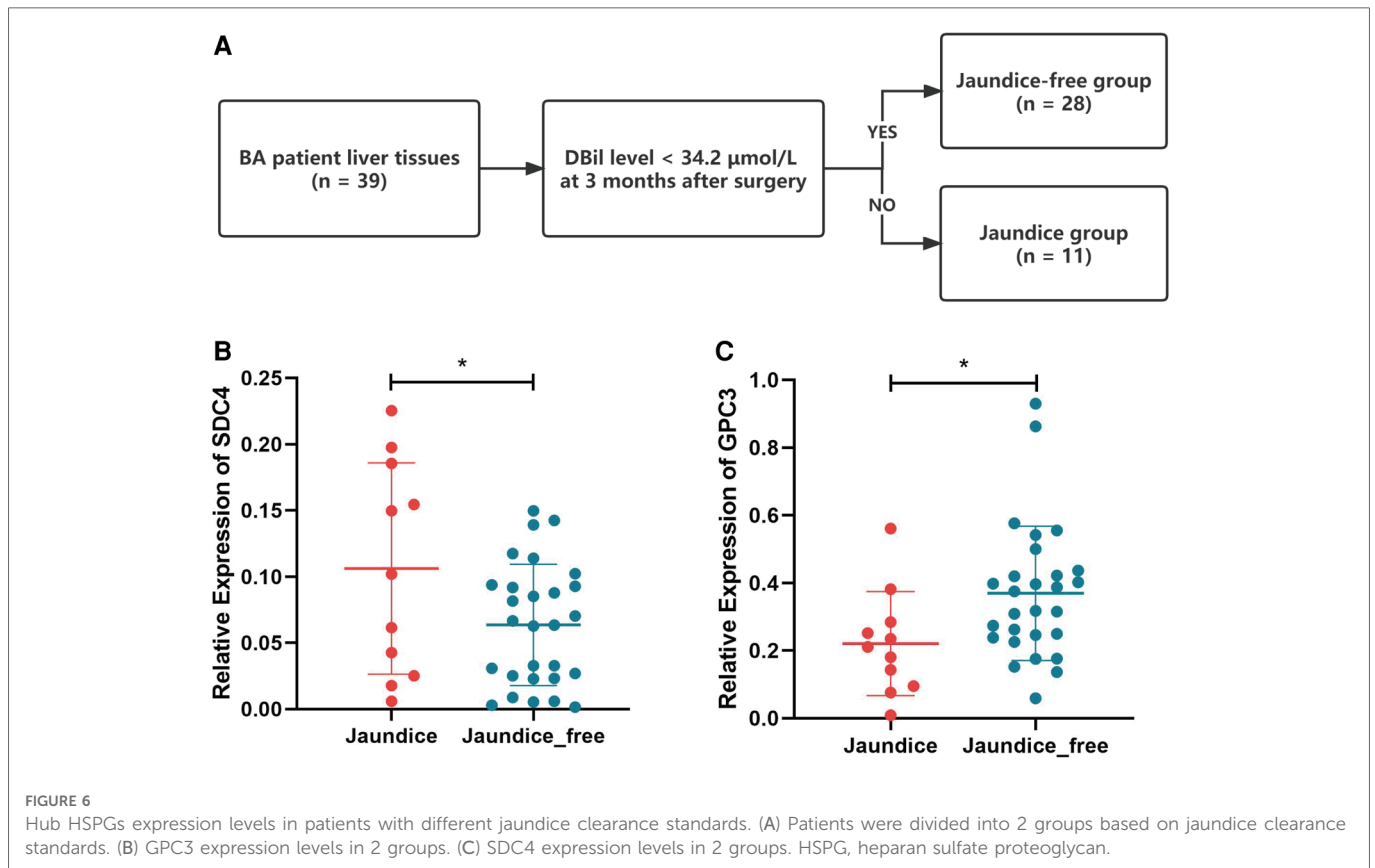 A
BA patient liver tissues
(n = 39)
DBil level < 34.2 μmol/L
at 3 months after surgery
YES
NO
Jaundice-free group
(n = 28)
Jaundice group
(n = 11)
B
Relative Expression of SDC4
0.25
0.20
0.15
0.10
0.05
0.00
*
Jaundice
Jaundice_free
C
Relative Expression of GPC3
1.0
0.8
0.6
0.4
0.2
0.0
*
Jaundice
Jaundice_free
FIGURE 6
Hub HSPGs expression levels in patients with different jaundice clearance standards. (A) Patients were divided into 2 groups based on jaundice clearance
standards. (B) GPC3 expression levels in 2 groups. (C) SDC4 expression levels in 2 groups. HSPG, heparan sulfate proteoglycan.